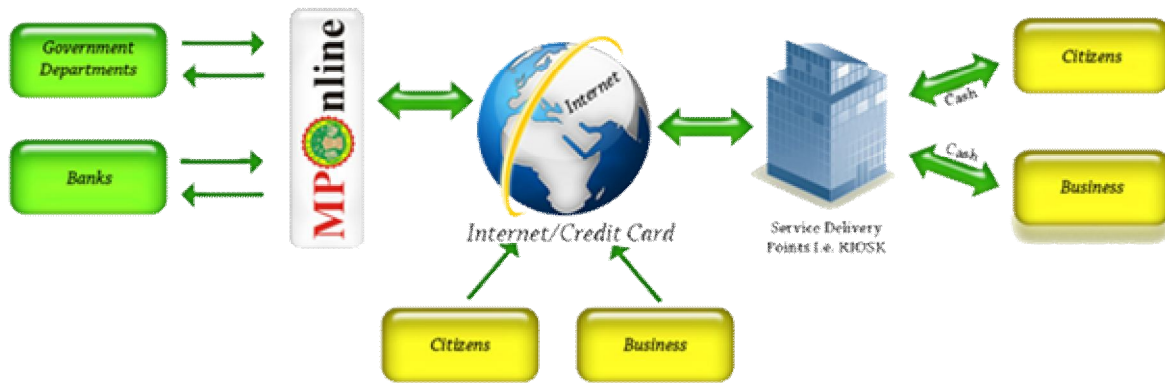 Government
Departments
Banks
MPOnline
Internet
Internet/Credit Card
Service Delivery
Points i.e. KIOSK
Cash
Cash
Citizens
Business
Citizens
Business